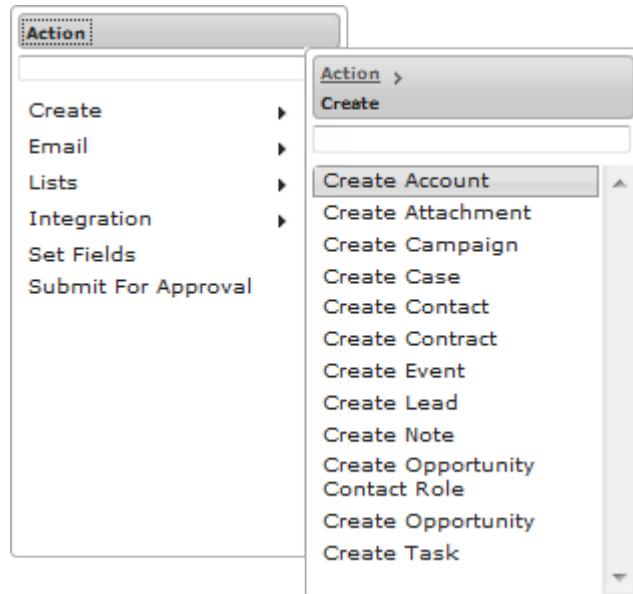 Action
Create
Email
Lists
Integration
Set Fields
Submit For Approval
Action >
Create
Create Account
Create Attachment
Create Campaign
Create Case
Create Contact
Create Contract
Create Event
Create Lead
Create Note
Create Opportunity
Contact Role
Create Opportunity
Create Task